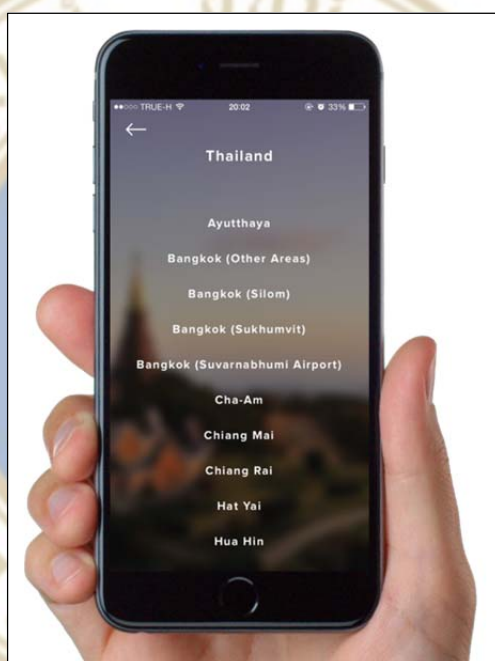 TRUE-H 20:02 33%
Thailand
Ayutthaya
Bangkok (Other Areas)
Bangkok (Silom)
Bangkok (Sukhumvit)
Bangkok (Suvarnabhumi Airport)
Cha-Am
Chiang Mai
Chiang Rai
Hat Yai
Hua Hin